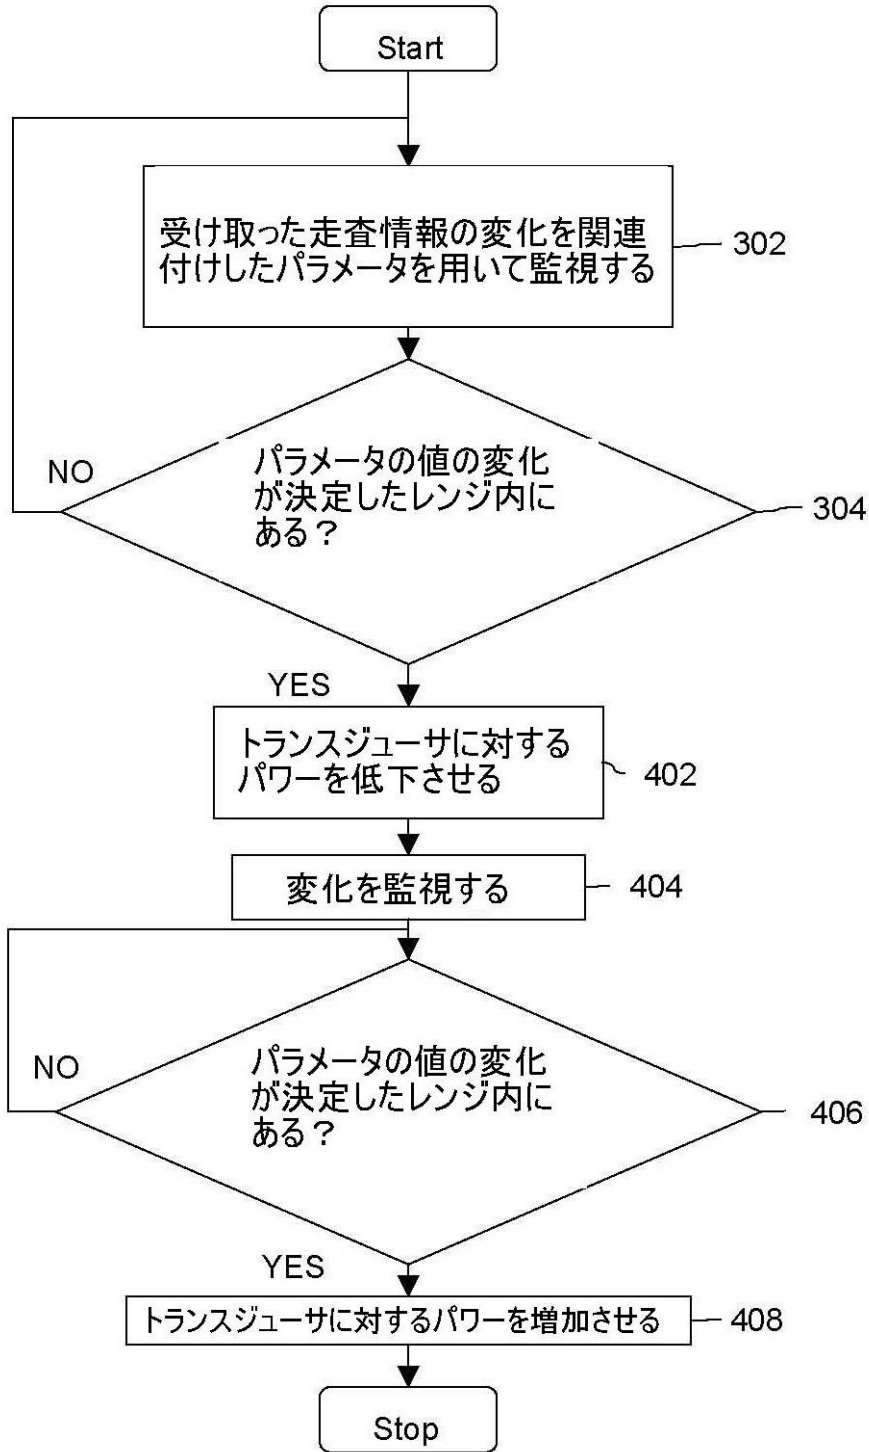 Start
受け取った走査情報の変化を関連
付けしたパラメータを用いて監視する
302
パラメータの値の変化
が決定したレンジ内に
ある？
NO
304
YES
トランスジューサに対する
パワーを低下させる
402
変化を監視する
404
パラメータの値の変化
が決定したレンジ内に
ある？
NO
406
YES
トランスジューサに対するパワーを増加させる
408
Stop